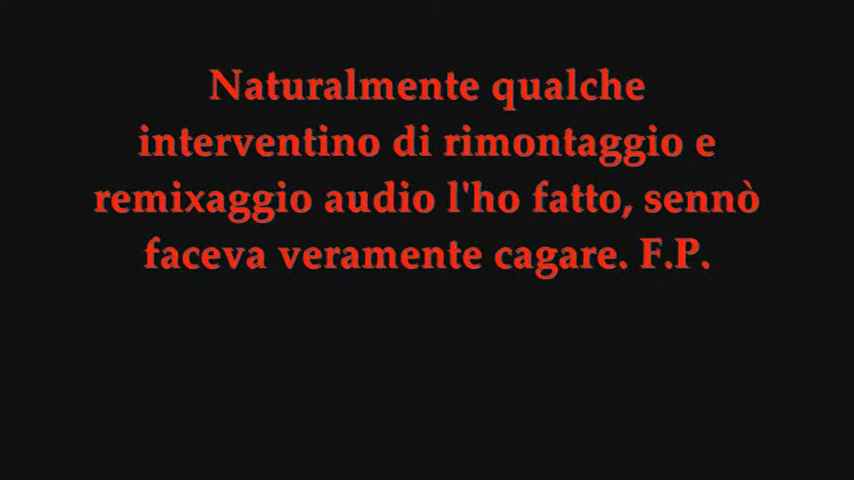 Naturalmente qualche
interventino di rimontaggio e
remixaggio audio l'ho fatto, sennò
faceva veramente cagare. F.P.